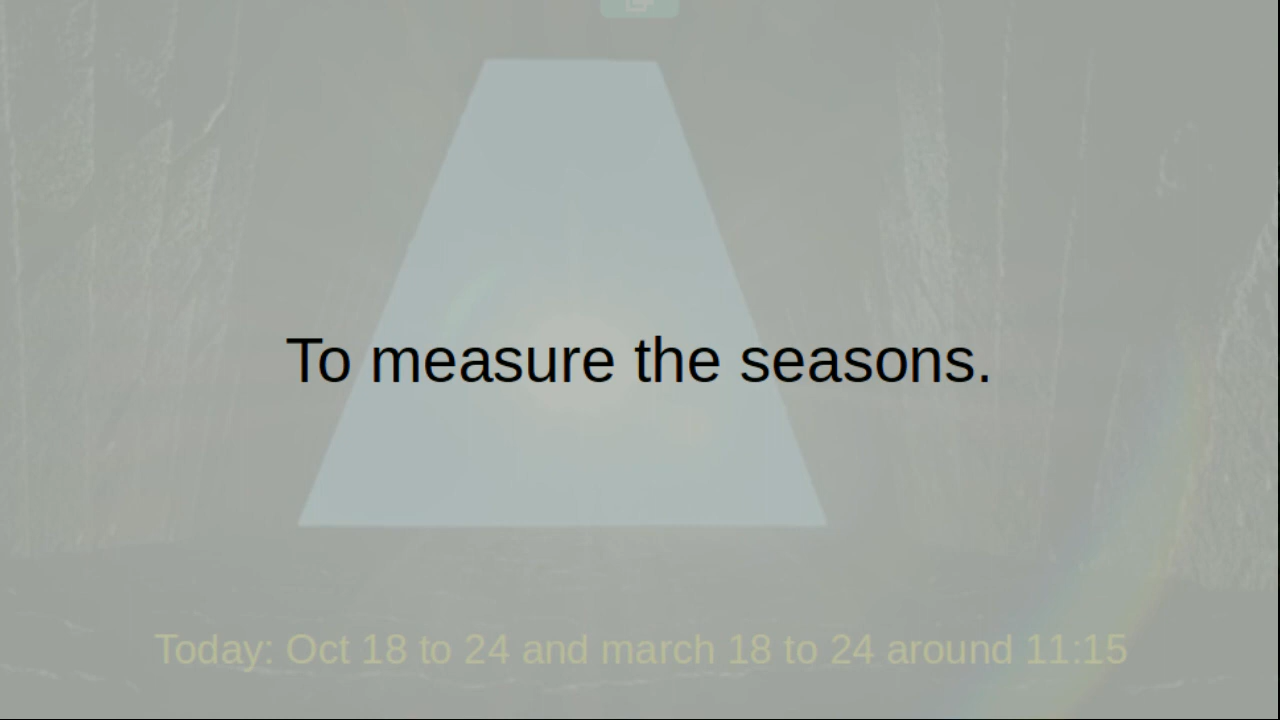 To measure the seasons.
Today: Oct 18 to 24 and march 18 to 24 around 11:15